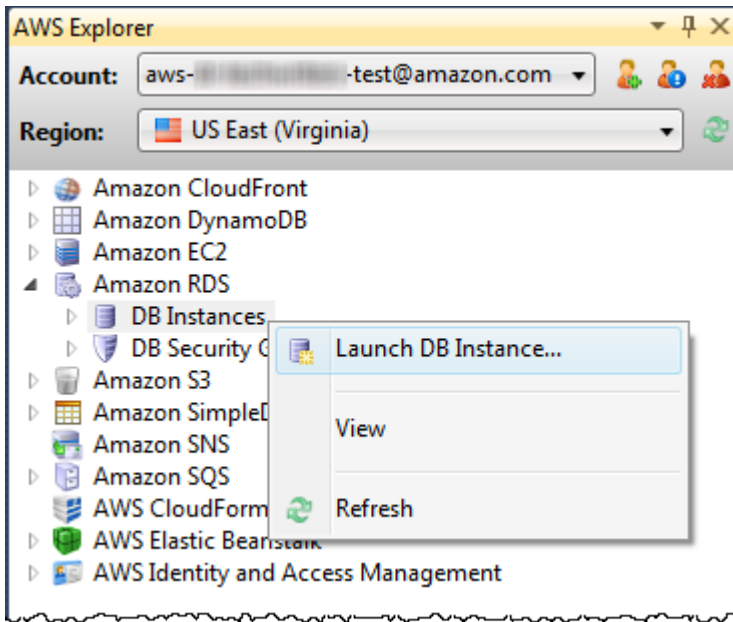 AWS Explorer
Account: aws- -test@amazon.com
Region: US East (Virginia)
Amazon CloudFront
Amazon DynamoDB
Amazon EC2
Amazon RDS
DB Instances
DB Security
Launch DB Instance...
Amazon S3
Amazon
View
Amazon SNS
Amazon SQS
AWS
Refresh
AWS Elastic Beanstalk
AWS Identity and Access Management